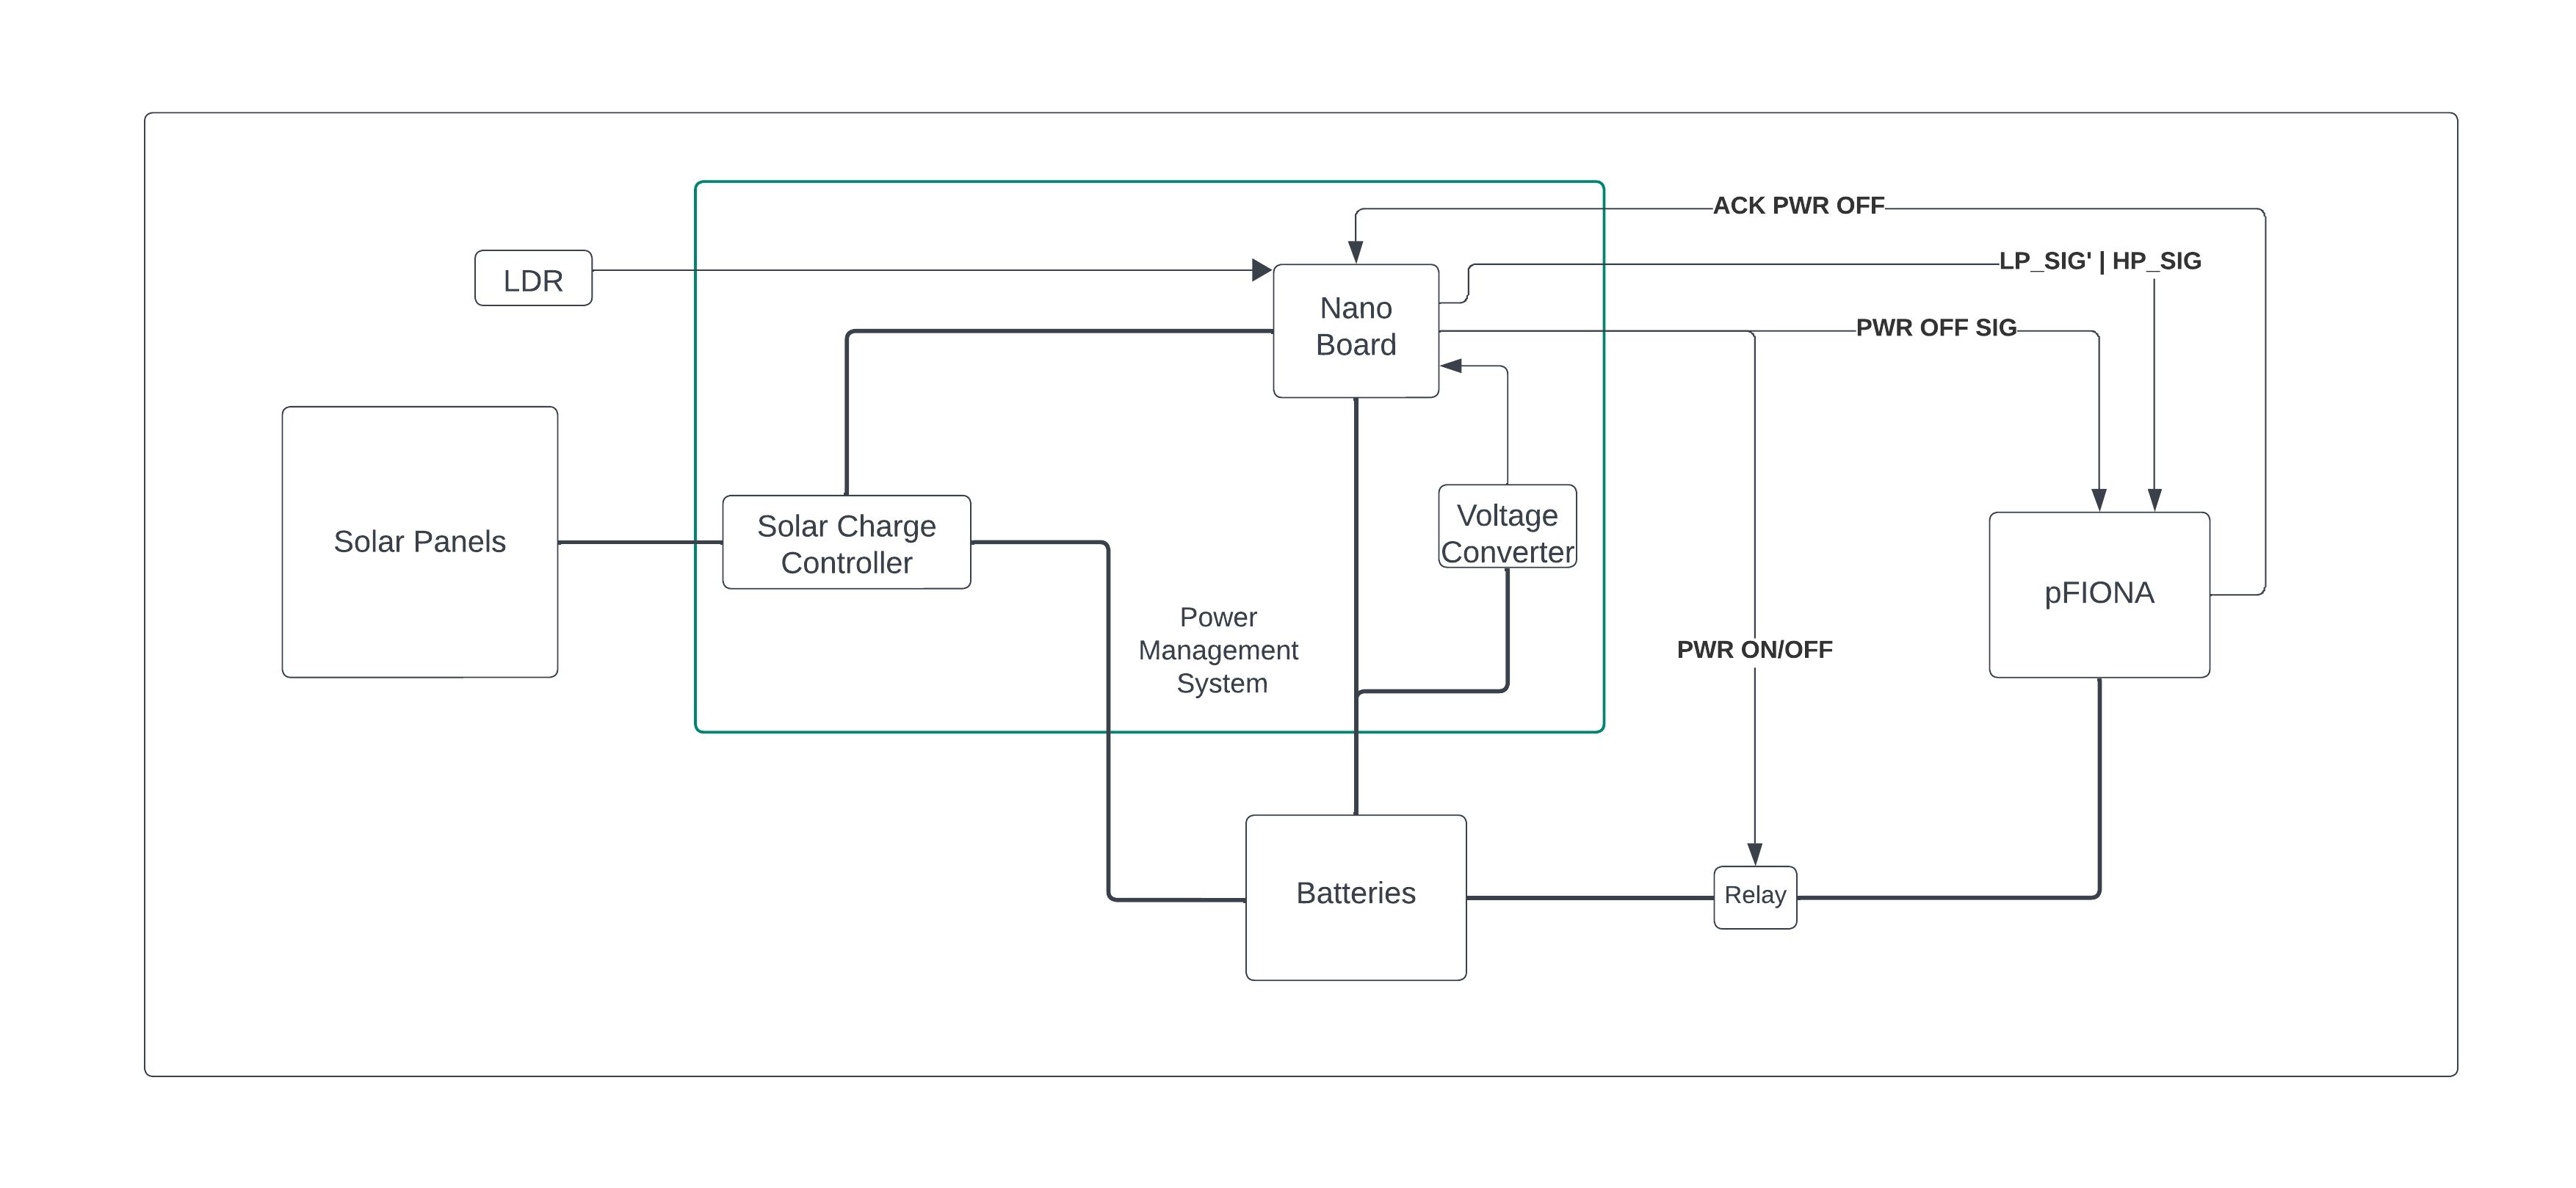 ACK PWR OFF
LP_SIG' | HP_SIG
LDR
Nano
Board
PWR OFF SIG
Solar Panels
Solar Charge
Controller
Voltage
Converter
pFIONA
Power
Management
System
PWR ON/OFF
Batteries
Relay